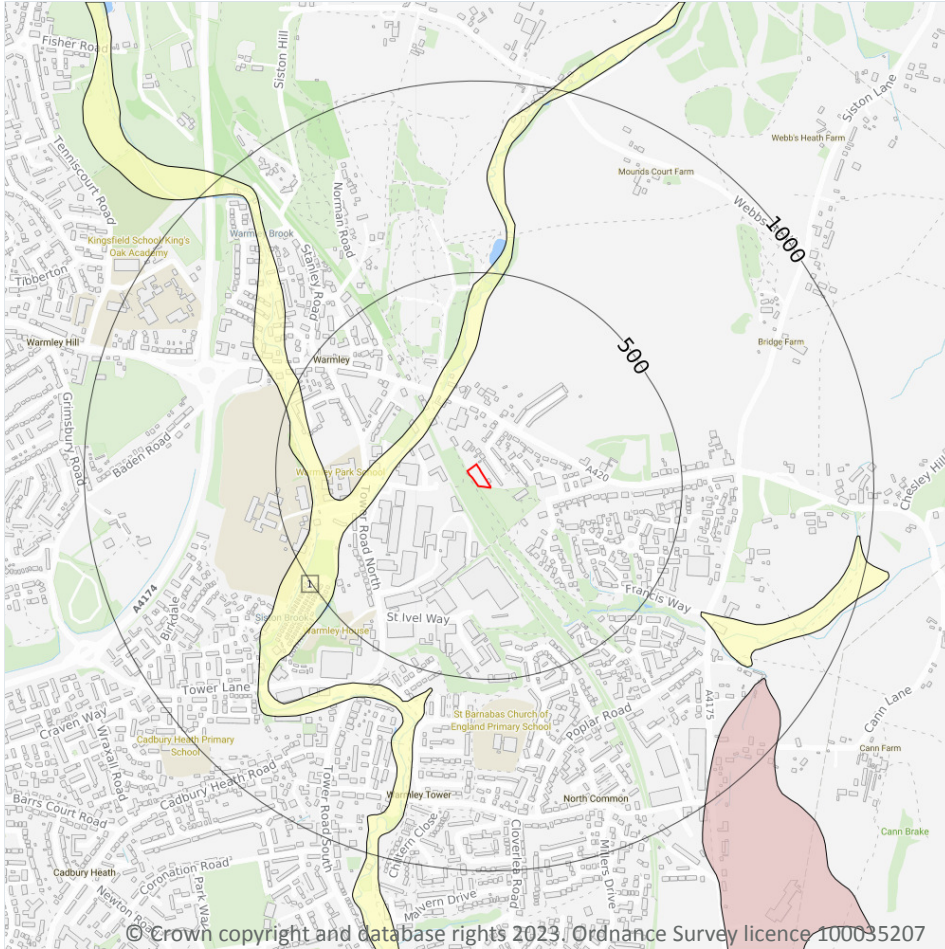 Fisher Road
Siston Hill
Siston Lane
Webb's Heath Farm
Tenniscourt Road
Mounds Court Farm
Norman Road
Webbs
1000
Warmley Brook
Kingsfield School/King's
Oak Academy
Stanley Road
Tibberton
500
Warmley Hill
Warmley
Bridge Farm
Grimsbury Road
Baden Road
Warmley Park School
A420
Chesley Hill
Tower Road North
A4174
Birkdale
1
Siston Brook
Francis Way
St Ivel Way
Warmley House
Tower Lane
A4175
Cann Lane
Craven Way
St Barnabas Church of
England Primary School
Poplar Road
Cadbury Heath Primary
School
Cann Farm
Cadbury Heath Road
Barrs Court Road
Tower Road South
Warmley Tower
North Common
Chiltern Close
Cloverlea Road
Millers Drive
Cann Brake
Cadbury Heath
Coronation Road
Park Wa
Newton Ro
Malvern Drive
© Crown copyright and database rights 2023. Ordnance Survey licence 100035207